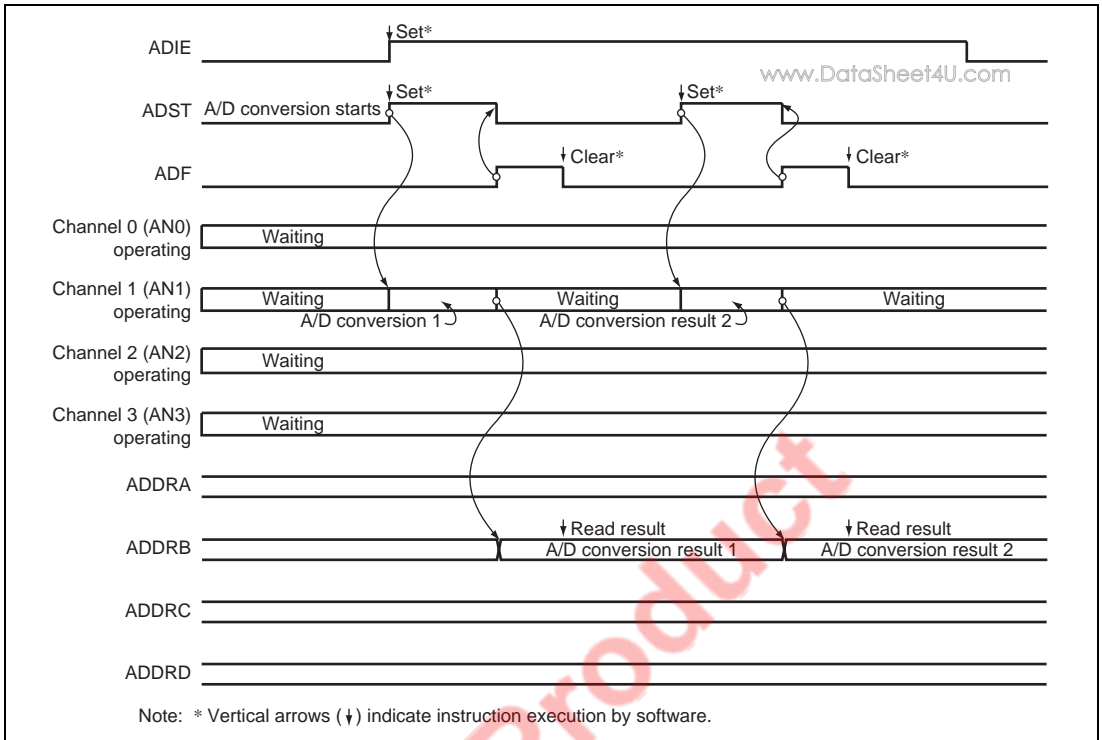 ADIE
↓Set*
www.DataSheet4U.com
ADST
A/D conversion starts
↓Set*
↓Set*
ADF
↓Clear*
↓Clear*
Channel 0 (AN0)
operating
Waiting
Channel 1 (AN1)
operating
Waiting
A/D conversion 1
Waiting
A/D conversion result 2
Waiting
Channel 2 (AN2)
operating
Waiting
Channel 3 (AN3)
operating
Waiting
ADDRA
ADDRB
↓Read result
A/D conversion result 1
↓Read result
A/D conversion result 2
ADDRC
ADDRD
Product
Note: * Vertical arrows (↓) indicate instruction execution by software.